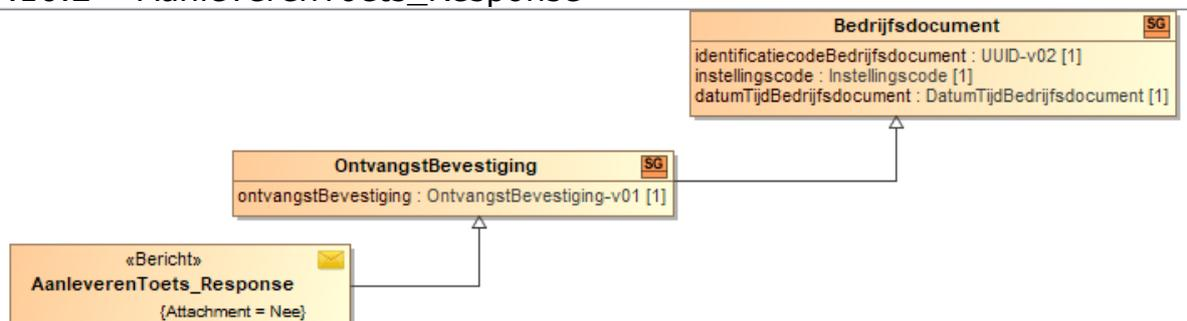 AanleverenToets_Response
Bedrijfsdocument SG
identificatiecodeBedrijfsdocument : UUID-v02 [1]
instellingscode : Instellingscode [1]
datumTijdBedrijfsdocument : DatumTijdBedrijfsdocument [1]
OntvangstBevestiging SG
ontvangstBevestiging : OntvangstBevestiging-v01 [1]
«Bericht»
AanleverenToets_Response
{Attachment = Nee}